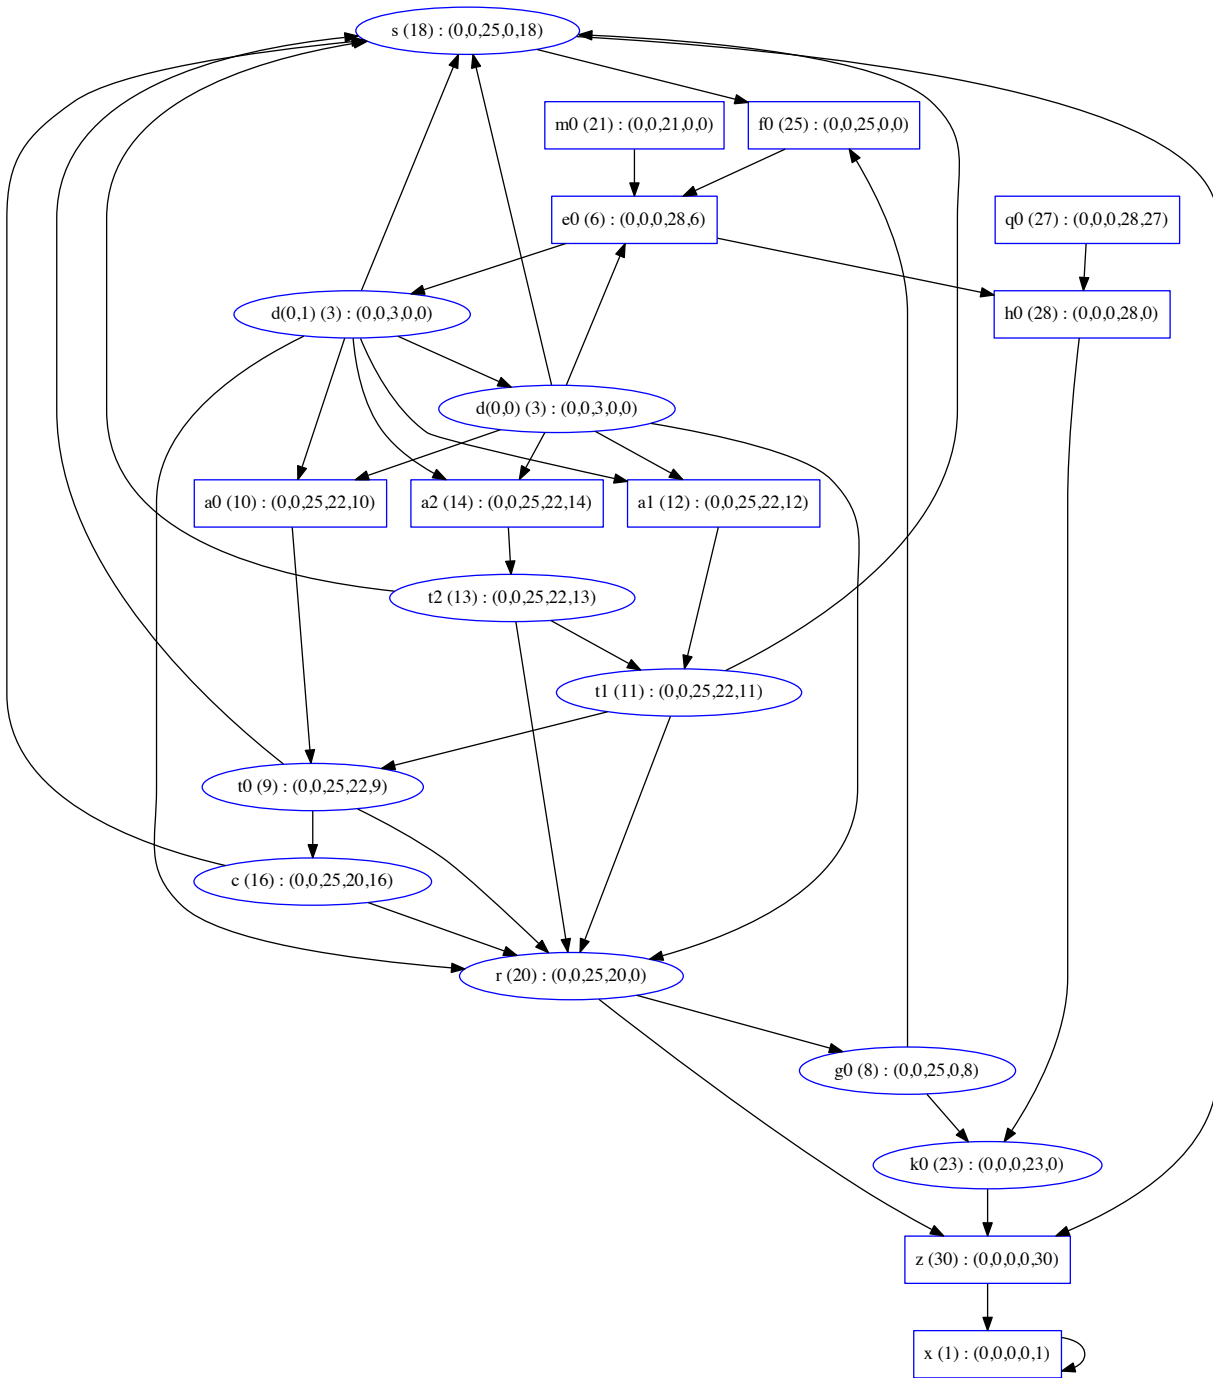 s (18) : (0,0,25,0,18)
m0 (21) : (0,0,21,0,0)
f0 (25) : (0,0,25,0,0)
e0 (6) : (0,0,0,28,6)
q0 (27) : (0,0,0,28,27)
d(0,1) (3) : (0,0,3,0,0)
h0 (28) : (0,0,0,28,0)
d(0,0) (3) : (0,0,3,0,0)
a0 (10) : (0,0,25,22,10)
a2 (14) : (0,0,25,22,14)
a1 (12) : (0,0,25,22,12)
t2 (13) : (0,0,25,22,13)
t1 (11) : (0,0,25,22,11)
t0 (9) : (0,0,25,22,9)
c (16) : (0,0,25,20,16)
r (20) : (0,0,25,20,0)
g0 (8) : (0,0,25,0,8)
k0 (23) : (0,0,0,23,0)
z (30) : (0,0,0,0,30)
x (1) : (0,0,0,0,1)